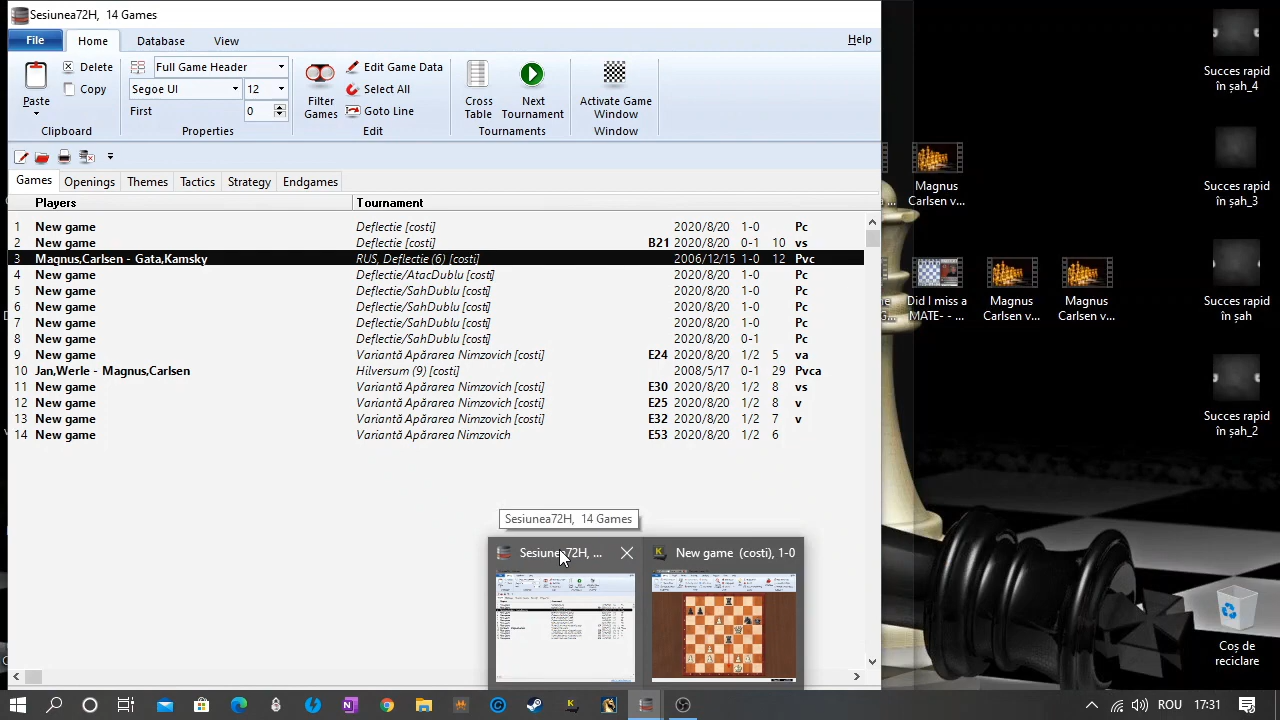 Sesiunea72H, 14 Games
File Home Database View Help
Paste Delete Copy Clipboard
Full Game Header
Segoe UI 12
First 0
Properties
Filter Games Edit Game Data Select All Goto Line Edit
Cross Table Next Tournament Tournaments
Activate Game Window Window
Games Openings Themes Tactics Strategy Endgames
Players Tournament
1 New game Deflectie [costi] 2020/8/20 1-0 Pc
2 New game Deflectie [costi] B21 2020/8/20 0-1 10 vs
3 Magnus,Carlsen - Gata,Kamsky RUS, Deflectie (6) [costi] 2006/12/15 1-0 12 Pvc
4 New game Deflectie/AtacDublu [costi] 2020/8/20 1-0 Pc
5 New game Deflectie/SahDublu [costi] 2020/8/20 1-0 Pc
6 New game Deflectie/SahDublu [costi] 2020/8/20 1-0 Pc
7 New game Deflectie/SahDublu [costi] 2020/8/20 1-0 Pc
8 New game Deflectie/SahDublu [costi] 2020/8/20 0-1 Pc
9 New game Variantă Apărarea Nimzovich [costi] E24 2020/8/20 1/2 5 va
10 Jan,Werle - Magnus,Carlsen Hilversum (9) [costi] 2008/5/17 0-1 29 Pvca
11 New game Variantă Apărarea Nimzovich [costi] E30 2020/8/20 1/2 8 vs
12 New game Variantă Apărarea Nimzovich [costi] E25 2020/8/20 1/2 8 v
13 New game Variantă Apărarea Nimzovich [costi] E32 2020/8/20 1/2 7 v
14 New game Variantă Apărarea Nimzovich E53 2020/8/20 1/2 6
Sesiunea72H, 14 Games
Sesiunea72H, ...
New game (costi), 1-0
Succes rapid
în șah_4
Magnus
Carlsen v...
Succes rapid
în șah_3
Did I miss a
MATE- - ...
Magnus
Carlsen v...
Magnus
Carlsen v...
Succes rapid
în șah
Succes rapid
în șah_2
Coș de
reciclare
ROU 17:31